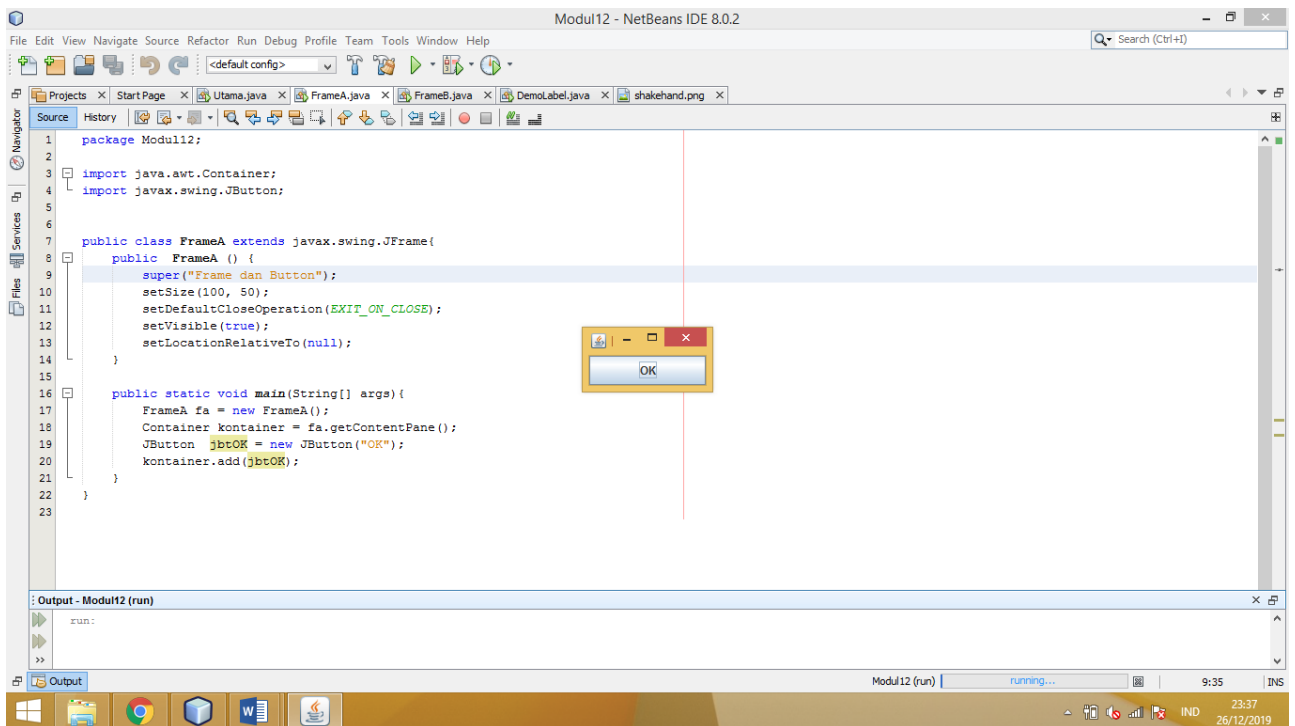 Modul12 - NetBeans IDE 8.0.2
File Edit View Navigate Source Refactor Run Debug Profile Team Tools Window Help
Search (Ctrl+I)
<default config>
Projects Start Page Utama.java FrameA.java FrameB.java DemoLabel.java shakehand.png
Source History
Navigator
Services
Files
1 package Modul12;
2
3 import java.awt.Container;
4 import javax.swing.JButton;
5
6
7 public class FrameA extends javax.swing.JFrame{
8 public  FrameA () {
9 super("Frame dan Button");
10 setSize(100, 50);
11 setDefaultCloseOperation(EXIT_ON_CLOSE);
12 setVisible(true);
13 setLocationRelativeTo(null);
14 }
15
16 public static void main(String[] args){
17 FrameA fa = new FrameA();
18 Container kontainer = fa.getContentPane();
19 JButton  jbtOK = new JButton("OK");
20 kontainer.add(jbtOK);
21 }
22 }
23
OK
Output - Modul12 (run)
run:
Output
Modul12 (run) running... 9:35 INS
IND
23:37
26/12/2019